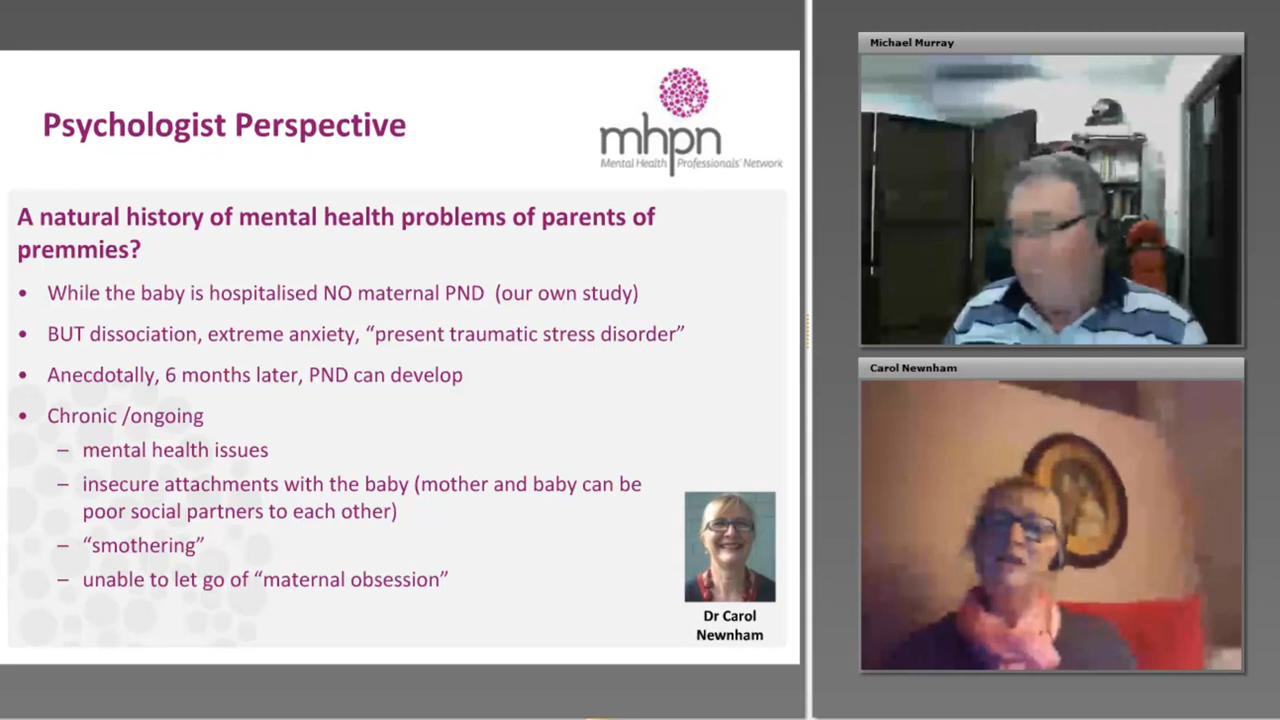 Psychologist Perspective
mhpn
Mental Health Professionals' Network
A natural history of mental health problems of parents of
premmies?
• While the baby is hospitalised NO maternal PND (our own study)
• BUT dissociation, extreme anxiety, “present traumatic stress disorder”
• Anecdotally, 6 months later, PND can develop
• Chronic /ongoing
– mental health issues
– insecure attachments with the baby (mother and baby can be
poor social partners to each other)
– “smothering”
– unable to let go of “maternal obsession”
Dr Carol
Newnham
Michael Murray
Carol Newnham